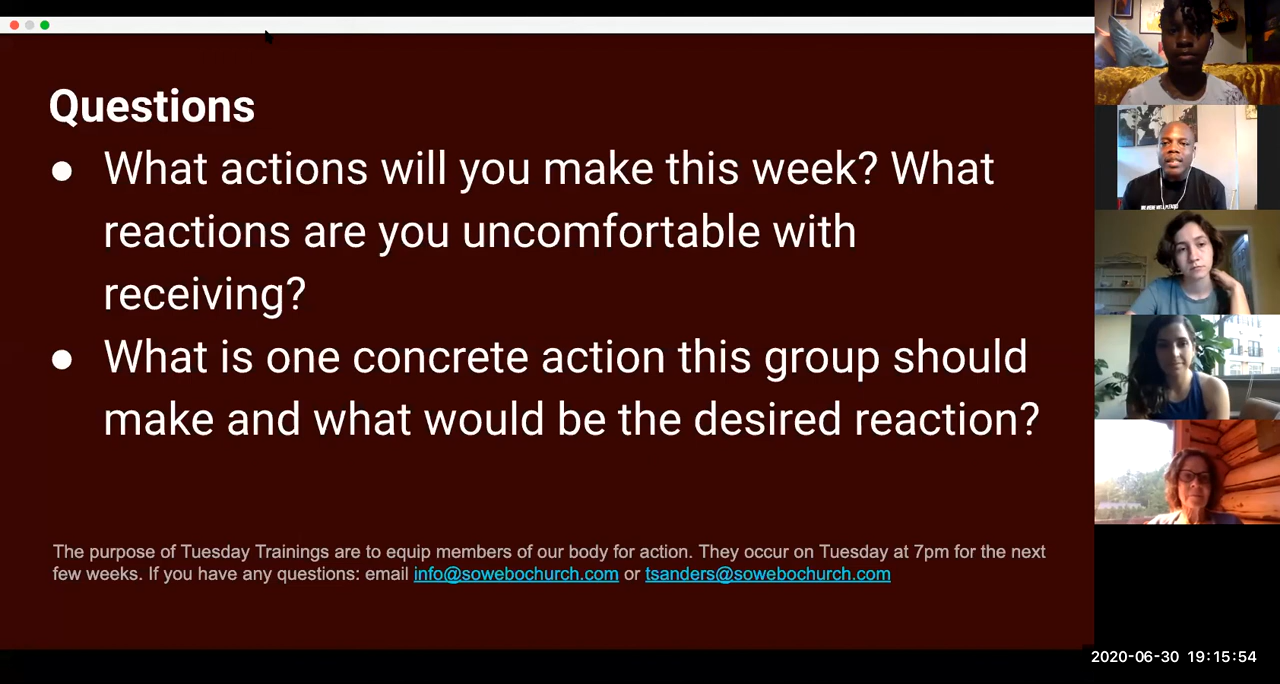 Questions
● What actions will you make this week? What
reactions are you uncomfortable with
receiving?
● What is one concrete action this group should
make and what would be the desired reaction?
The purpose of Tuesday Trainings are to equip members of our body for action. They occur on Tuesday at 7pm for the next
few weeks. If you have any questions: email info@sowebochurch.com or tsanders@sowebochurch.com
2020-06-30 19:15:54